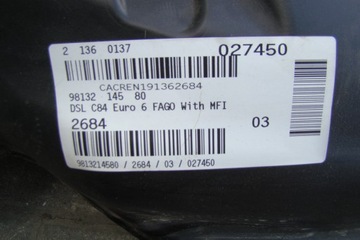 2 136 0137 027450
CACREN191362684
98132 145 80
DSL C84 Euro 6 FAGO With MFI
2684 03
9813214580 / 2684 / 03 / 027450